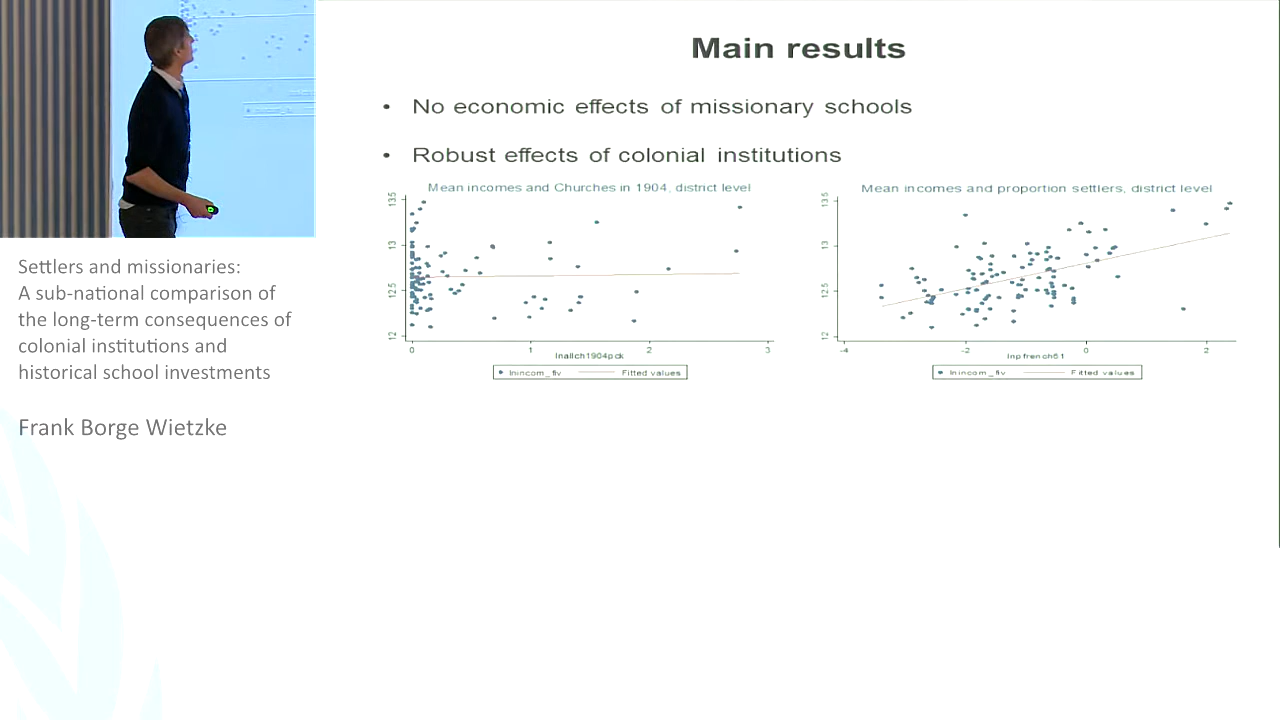 Main results
• No economic effects of missionary schools
• Robust effects of colonial institutions
Mean incomes and Churches in 1904, district level
13.5
13
12.5
12
0 1 2 3
lnallch1904pck
lnincom_fiv Fitted values
Mean incomes and proportion settlers, district level
13.5
13
12.5
12
-4 -2 0 2
lnpfrench61
lnincom_fiv Fitted values
Settlers and missionaries:
A sub-national comparison of
the long-term consequences of
colonial institutions and
historical school investments
Frank Borge Wietzke